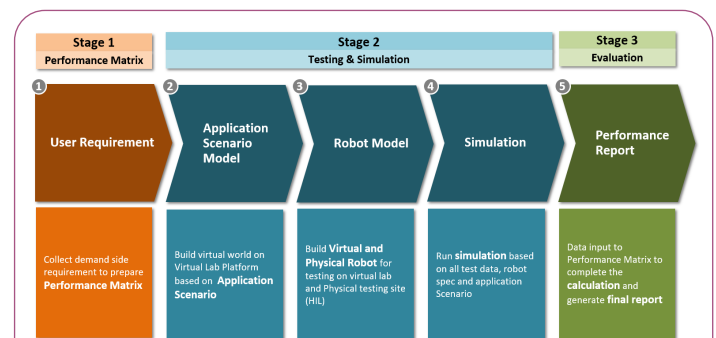 Stage 1
Performance Matrix
Stage 2
Testing & Simulation
Stage 3
Evaluation
1
User Requirement
2
Application
Scenario
Model
3
Robot Model
4
Simulation
5
Performance
Report
Collect demand side
requirement to prepare
Performance Matrix
Build virtual world on
Virtual Lab Platform
based on Application
Scenario
Build Virtual and
Physical Robot for
testing on virtual lab
and Physical testing site
(HIL)
Run simulation based
on all test data, robot
spec and application
Scenario
Data input to
Performance Matrix to
complete the
calculation and
generate final report